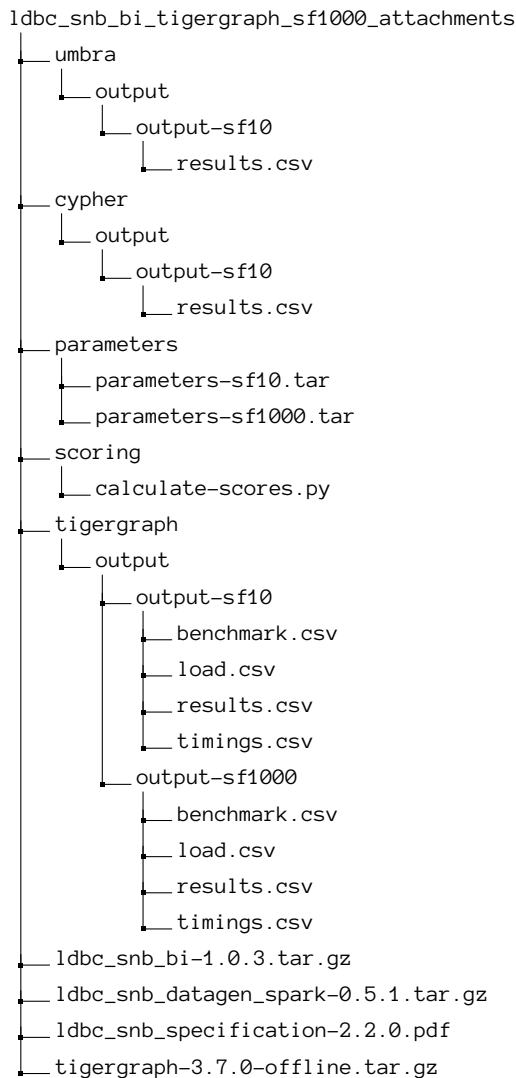 ldbc_snb_bi_tigergraph_sf1000_attachments
umbra
output
output-sf10
results.csv
cypher
output
output-sf10
results.csv
parameters
parameters-sf10.tar
parameters-sf1000.tar
scoring
calculate-scores.py
tigergraph
output
output-sf10
benchmark.csv
load.csv
results.csv
timings.csv
output-sf1000
benchmark.csv
load.csv
results.csv
timings.csv
ldbc_snb_bi-1.0.3.tar.gz
ldbc_snb_datagen_spark-0.5.1.tar.gz
ldbc_snb_specification-2.2.0.pdf
tigergraph-3.7.0-offline.tar.gz